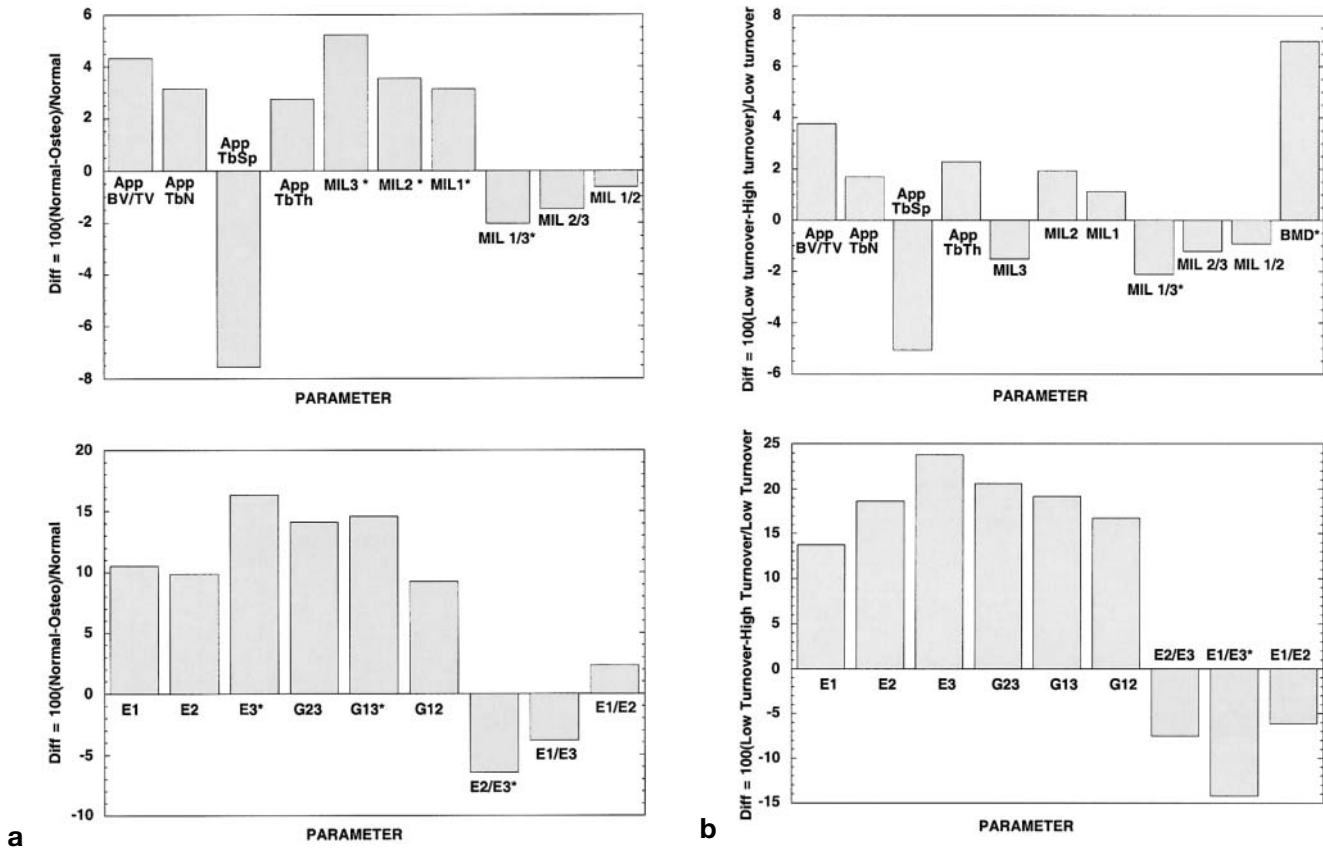 Diff = 100(Normal-Osteo)/Normal
6
4
2
0
-2
-4
-6
-8
App
BV/TV
App
TbN
App
TbSp
App
TbTh
MIL3 *
MIL2 *
MIL1*
MIL 1/3*
MIL 2/3
MIL 1/2
PARAMETER
Diff = 100(Low turnover-High turnover)/Low turnover
8
6
4
2
0
-2
-4
-6
App
BV/TV
App
TbN
App
TbSp
App
TbTh
MIL3
MIL2
MIL1
MIL 1/3*
MIL 2/3
MIL 1/2
BMD*
PARAMETER
Diff = 100(Normal-Osteo)/Normal
20
15
10
5
0
-5
-10
E1
E2
E3*
G23
G13*
G12
E2/E3*
E1/E3
E1/E2
PARAMETER
a
Diff = 100(Low Turnover-High Turnover/Low Turnover
25
20
15
10
5
0
-5
-10
-15
E1
E2
E3
G23
G13
G12
E2/E3
E1/E3*
E1/E2
PARAMETER
b